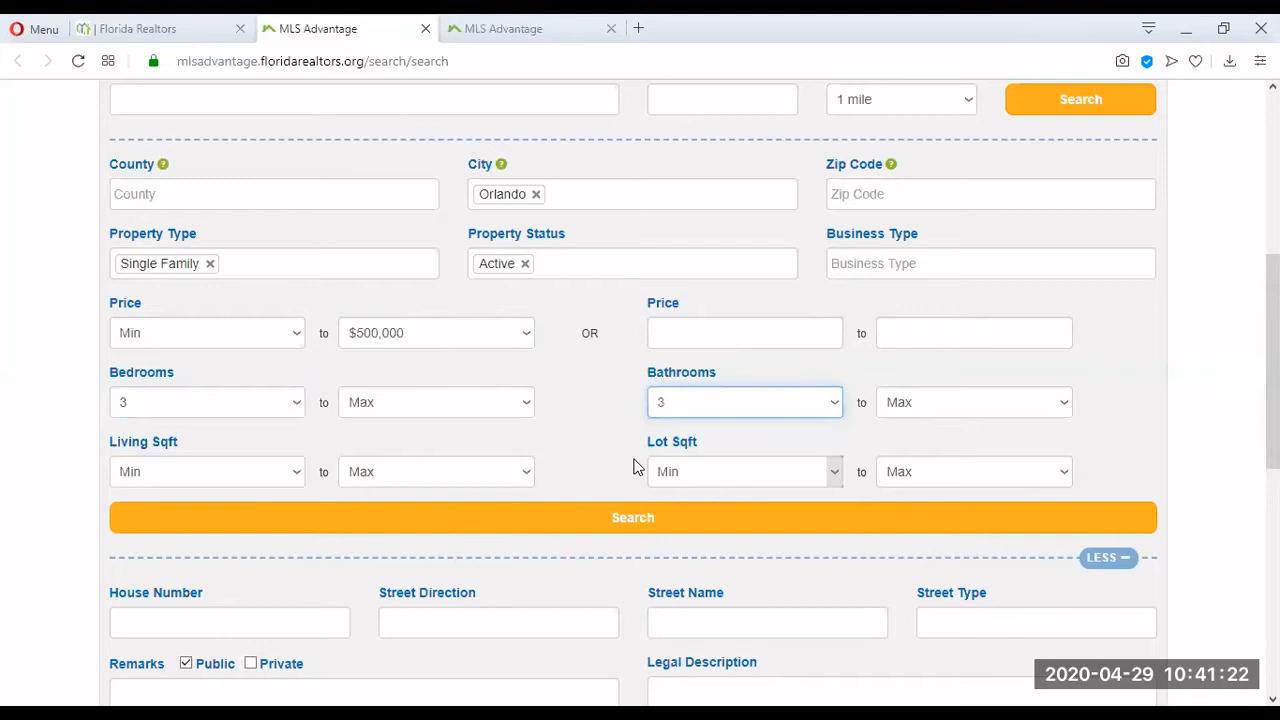 Menu
Florida Realtors
MLS Advantage
MLS Advantage
mlsadvantage.floridarealtors.org/search/search
1 mile
Search
County ?
City ?
Zip Code ?
County
Orlando ×
Zip Code
Property Type
Property Status
Business Type
Single Family ×
Active ×
Business Type
Price
Price
Min to $500,000 OR to
Bedrooms
Bathrooms
3 to Max
3 to Max
Living Sqft
Lot Sqft
Min to Max
Min to Max
Search
LESS −
House Number
Street Direction
Street Name
Street Type
Remarks Public Private
Legal Description
2020-04-29 10:41:22